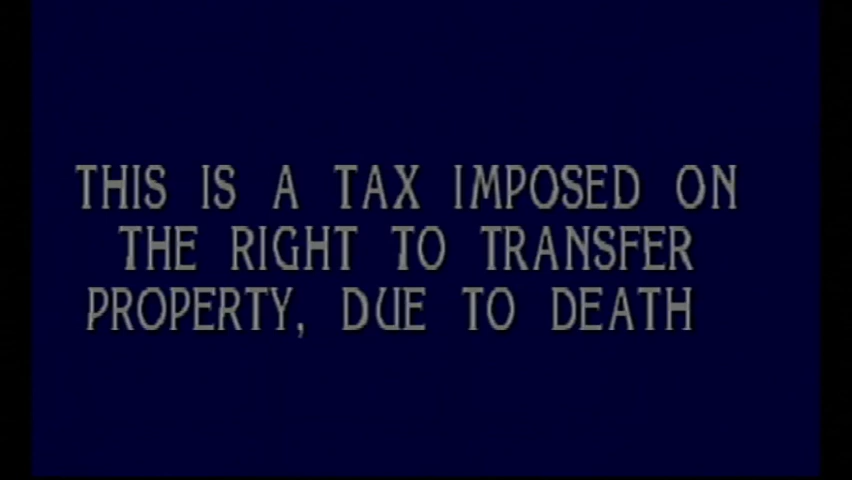 THIS IS A TAX IMPOSED ON
THE RIGHT TO TRANSFER
PROPERTY, DUE TO DEATH